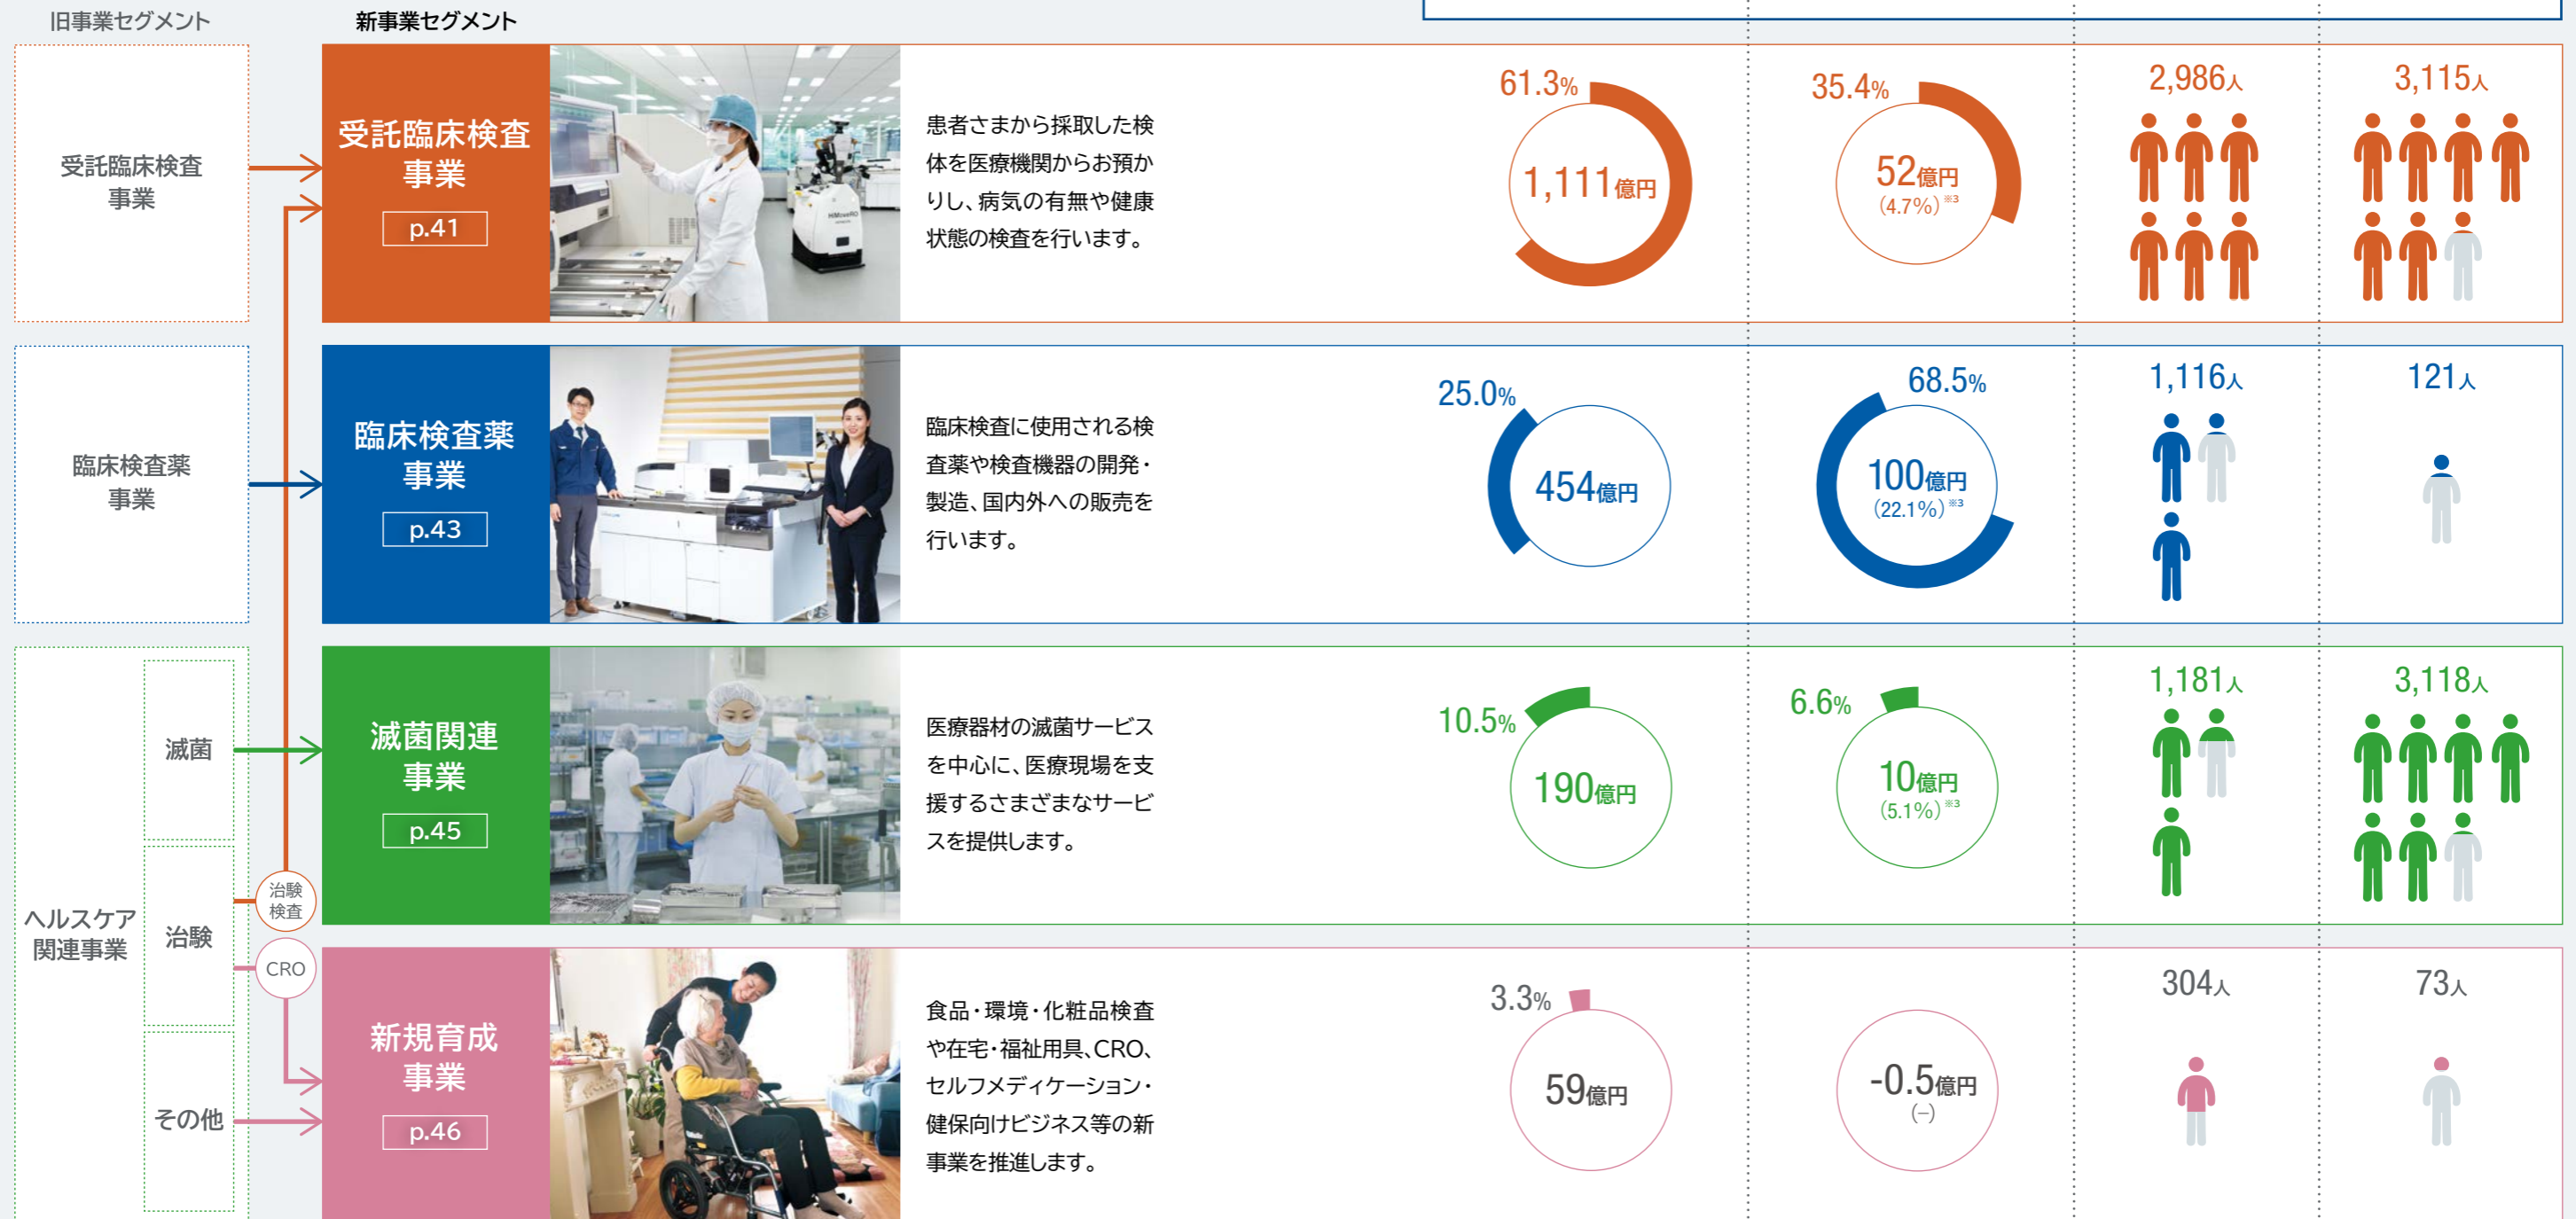 旧事業セグメント
新事業セグメント
受託臨床検査
事業
受託臨床検査
事業
p.41
患者さまから採取した検
体を医療機関からお預か
りし、病気の有無や健康
状態の検査を行います。
61.3%
1,111億円
35.4%
52億円
(4.7%)※3
2,986人
3,115人
臨床検査薬
事業
臨床検査薬
事業
p.43
臨床検査に使用される検
査薬や検査機器の開発・
製造、国内外への販売を
行います。
25.0%
454億円
68.5%
100億円
(22.1%)※3
1,116人
121人
ヘルスケア
関連事業
滅菌
治験
その他
治験
検査
CRO
滅菌関連
事業
p.45
医療器材の滅菌サービス
を中心に、医療現場を支
援するさまざまなサービ
スを提供します。
10.5%
190億円
6.6%
10億円
(5.1%)※3
1,181人
3,118人
新規育成
事業
p.46
食品・環境・化粧品検査
や在宅・福祉用具、CRO、
セルフメディケーション・
健保向けビジネス等の新
事業を推進します。
3.3%
59億円
-0.5億円
(−)
304人
73人